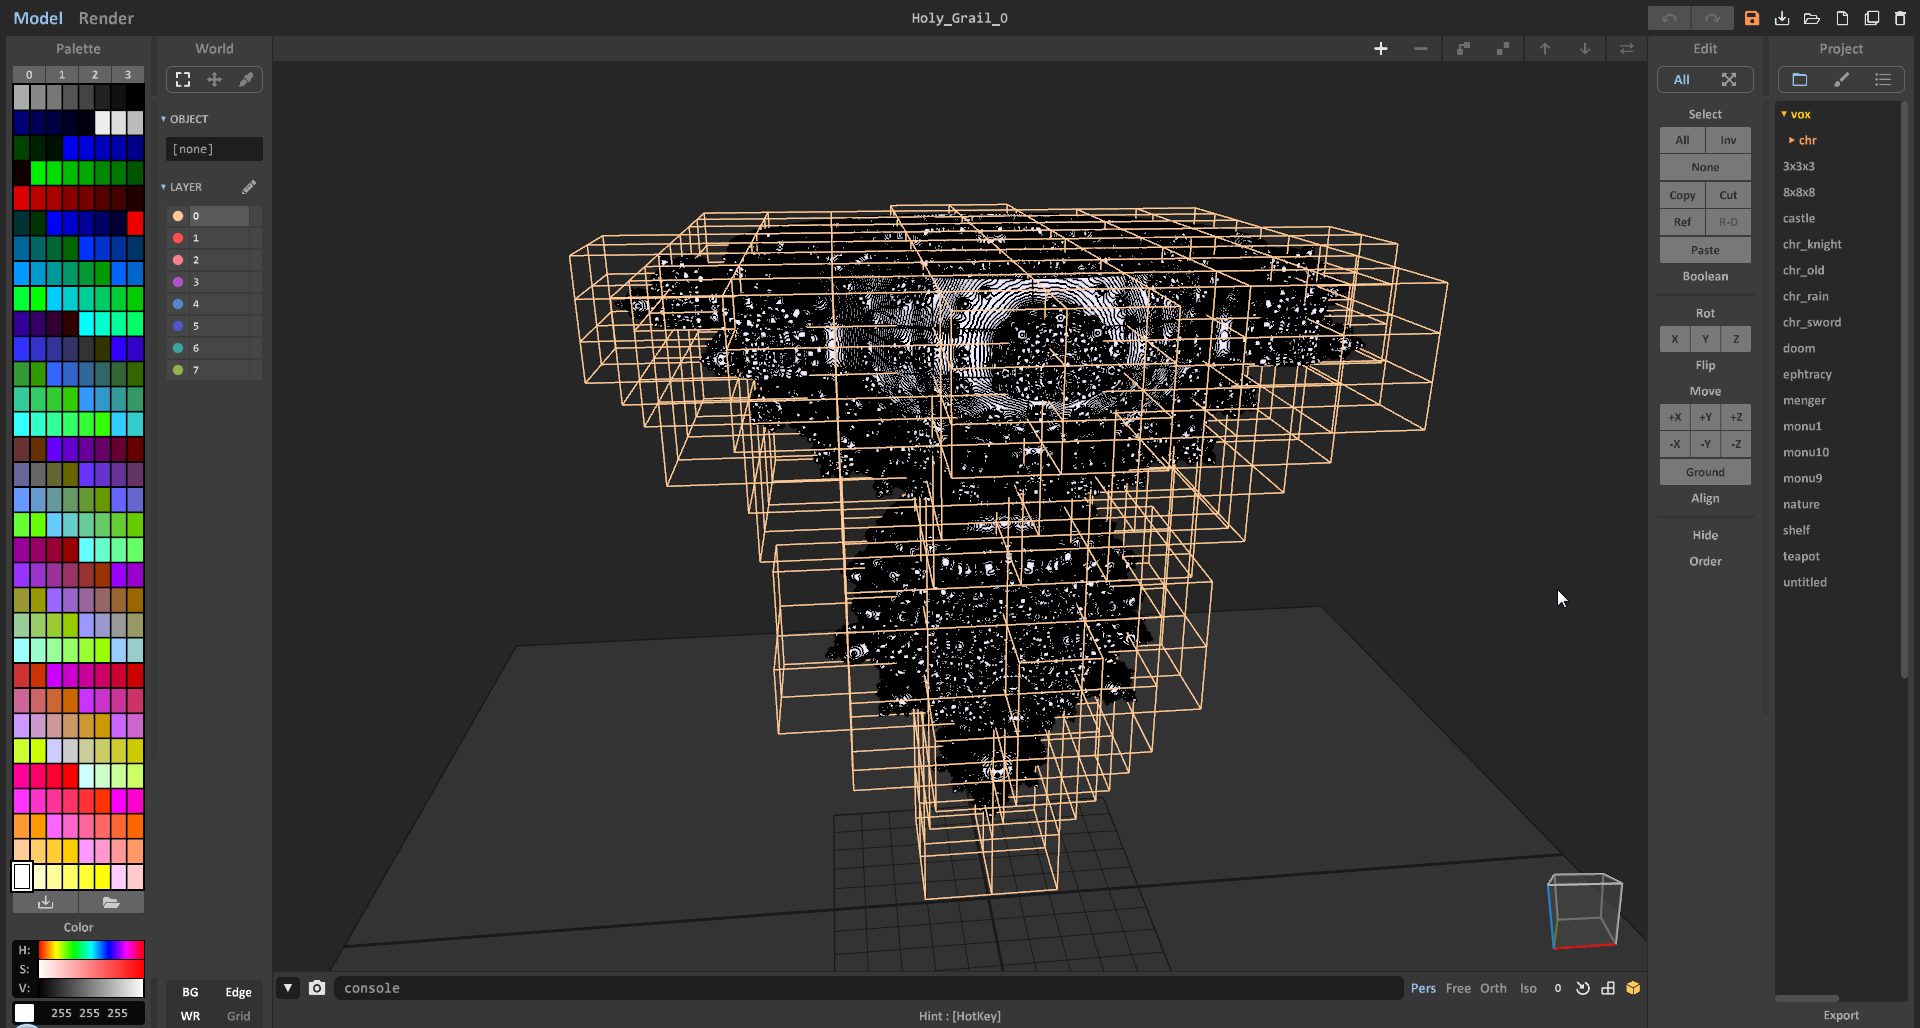 Model Render
Holy_Grail_0
Palette
0 1 2 3
Color
H:
S:
V:
255 255 255
World
OBJECT
[none]
LAYER
0
1
2
3
4
5
6
7
BG Edge
WR Grid
console
Pers Free Orth Iso 0
Hint : [HotKey]
Edit
All
Select
All Inv
None
Copy Cut
Ref R-D
Paste
Boolean
Rot
X Y Z
Flip
Move
+X +Y +Z
-X -Y -Z
Ground
Align
Hide
Order
Project
vox
chr
3x3x3
8x8x8
castle
chr_knight
chr_old
chr_rain
chr_sword
doom
ephtracy
menger
monu1
monu10
monu9
nature
shelf
teapot
untitled
Export